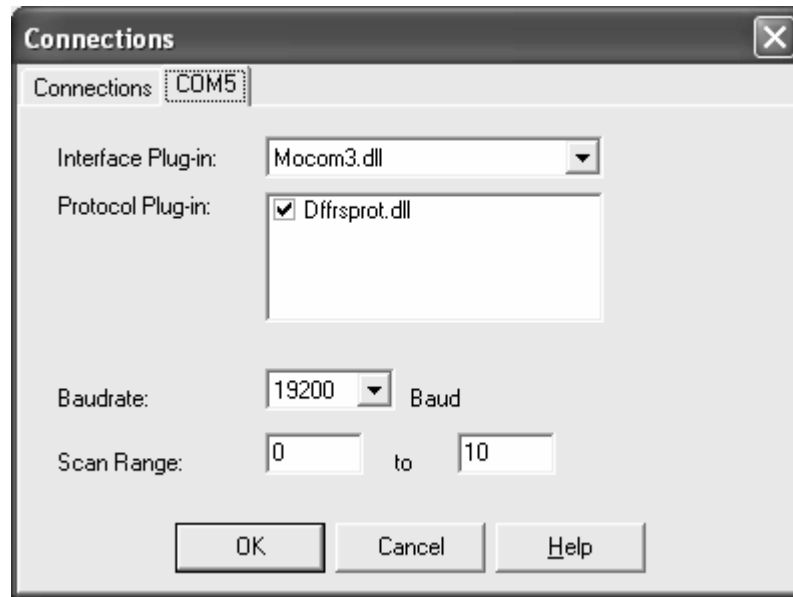 Connections
Connections COM5
Interface Plug-in: Mocom3.dll
Protocol Plug-in: Dffrsprot.dll
Baudrate: 19200 Baud
Scan Range: 0 to 10
OK Cancel Help